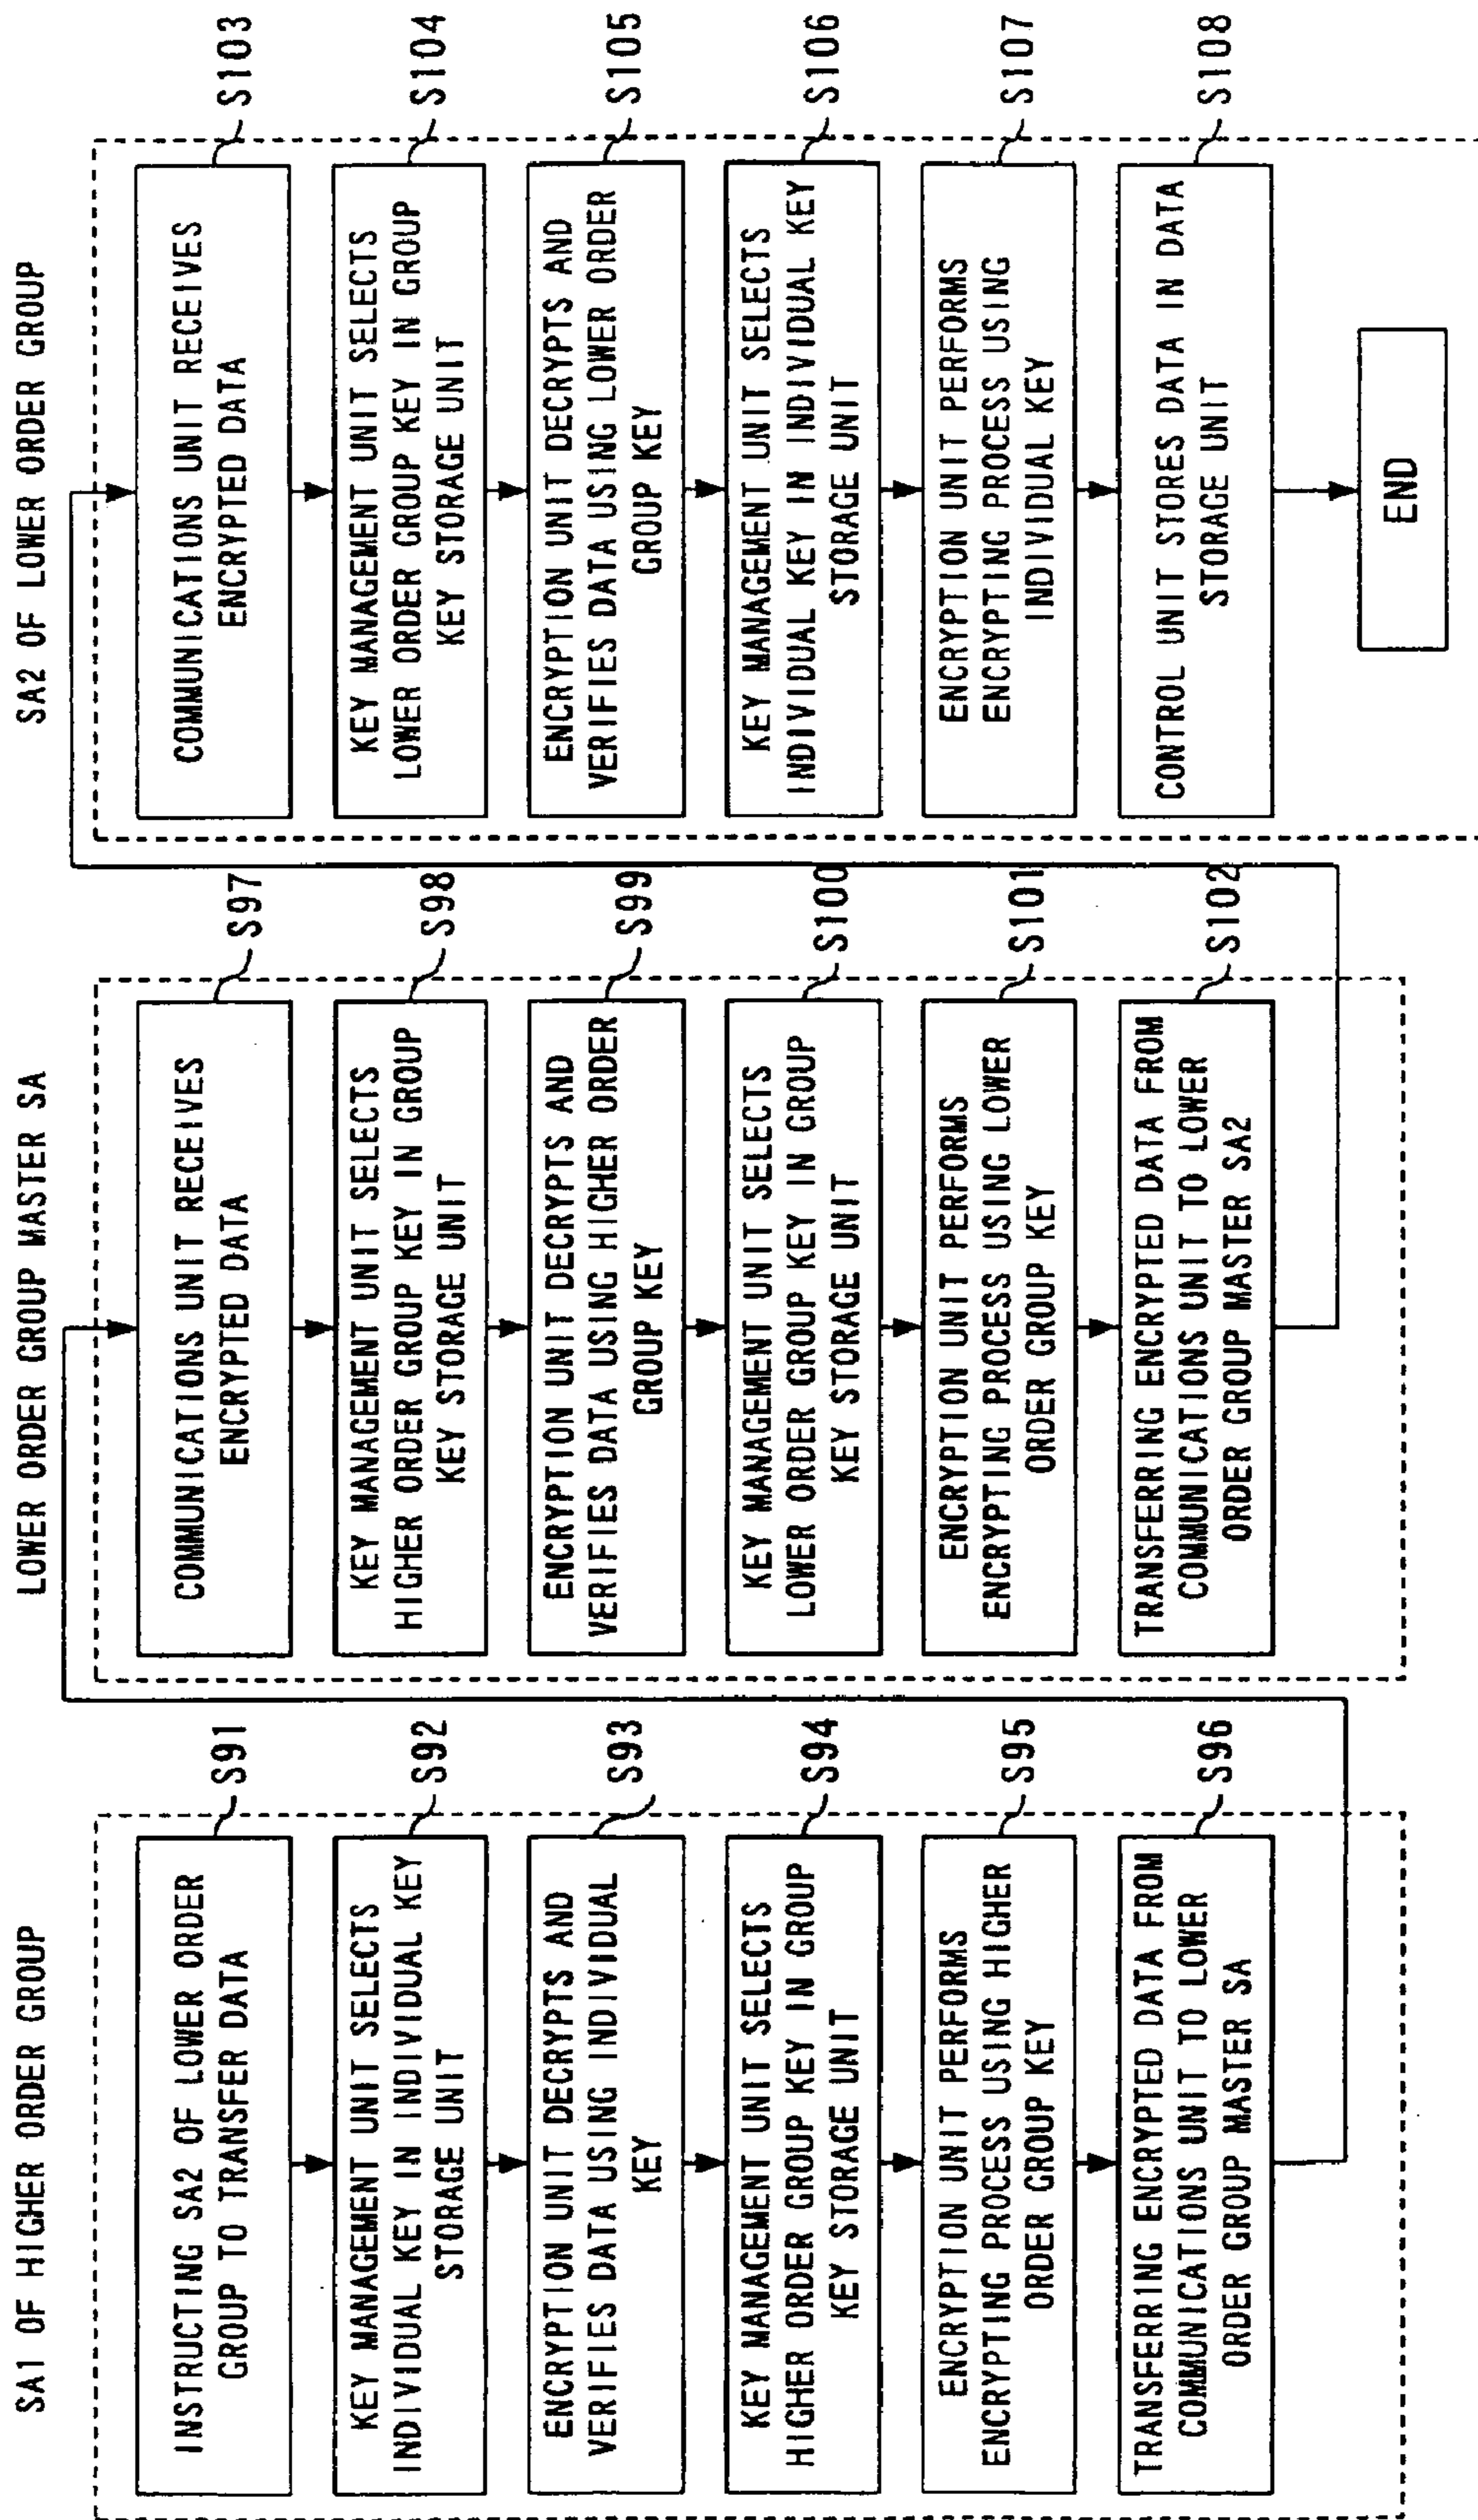 SA1 OF HIGHER ORDER GROUP
INSTRUCTING SA2 OF LOWER ORDER
GROUP TO TRANSFER DATA
S91
KEY MANAGEMENT UNIT SELECTS
INDIVIDUAL KEY IN INDIVIDUAL KEY
STORAGE UNIT
S92
ENCRYPTION UNIT DECRYPTS AND
VERIFIES DATA USING INDIVIDUAL
KEY
S93
KEY MANAGEMENT UNIT SELECTS
HIGHER ORDER GROUP KEY IN GROUP
KEY STORAGE UNIT
S94
ENCRYPTION UNIT PERFORMS
ENCRYPTING PROCESS USING HIGHER
ORDER GROUP KEY
S95
TRANSFERRING ENCRYPTED DATA FROM
COMMUNICATIONS UNIT TO LOWER
ORDER GROUP MASTER SA
S96
LOWER ORDER GROUP MASTER SA
COMMUNICATIONS UNIT RECEIVES
ENCRYPTED DATA
S97
KEY MANAGEMENT UNIT SELECTS
HIGHER ORDER GROUP KEY IN GROUP
KEY STORAGE UNIT
S98
ENCRYPTION UNIT DECRYPTS AND
VERIFIES DATA USING HIGHER ORDER
GROUP KEY
S99
KEY MANAGEMENT UNIT SELECTS
LOWER ORDER GROUP KEY IN GROUP
KEY STORAGE UNIT
S100
ENCRYPTION UNIT PERFORMS
ENCRYPTING PROCESS USING LOWER
ORDER GROUP KEY
S101
TRANSFERRING ENCRYPTED DATA FROM
COMMUNICATIONS UNIT TO LOWER
ORDER GROUP MASTER SA2
S102
SA2 OF LOWER ORDER GROUP
COMMUNICATIONS UNIT RECEIVES
ENCRYPTED DATA
S103
KEY MANAGEMENT UNIT SELECTS
LOWER ORDER GROUP KEY IN GROUP
KEY STORAGE UNIT
S104
ENCRYPTION UNIT DECRYPTS AND
VERIFIES DATA USING LOWER ORDER
GROUP KEY
S105
KEY MANAGEMENT UNIT SELECTS
INDIVIDUAL KEY IN INDIVIDUAL KEY
STORAGE UNIT
S106
ENCRYPTION UNIT PERFORMS
ENCRYPTING PROCESS USING
INDIVIDUAL KEY
S107
CONTROL UNIT STORES DATA IN DATA
STORAGE UNIT
S108
END